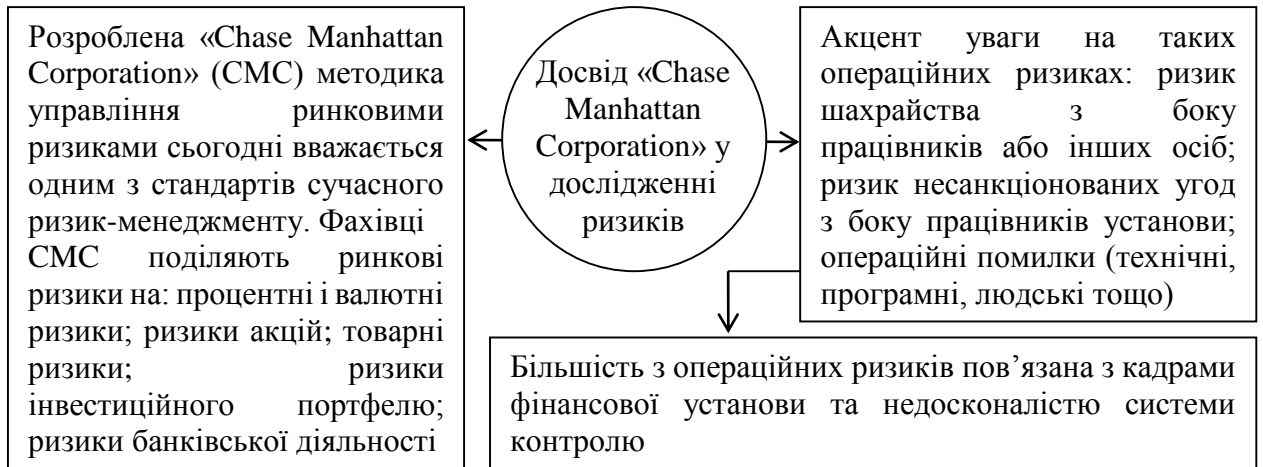 Розроблена «Chase Manhattan
Corporation» (СМС) методика
управління ринковими
ризиками сьогодні вважається
одним з стандартів сучасного
ризик-менеджменту. Фахівці
СМС поділяють ринкові
ризики на: процентні і валютні
ризики; ризики акцій; товарні
ризики; ризики
інвестиційного портфелю;
ризики банківської діяльності
Досвід «Chase
Manhattan
Corporation» у
дослідженні
ризиків
Акцент уваги на таких
операційних ризиках: ризик
шахрайства з боку
працівників або інших осіб;
ризик несанкціонованих угод
з боку працівників установи;
операційні помилки (технічні,
програмні, людські тощо)
Більшість з операційних ризиків пов’язана з кадрами
фінансової установи та недосконалістю системи
контролю